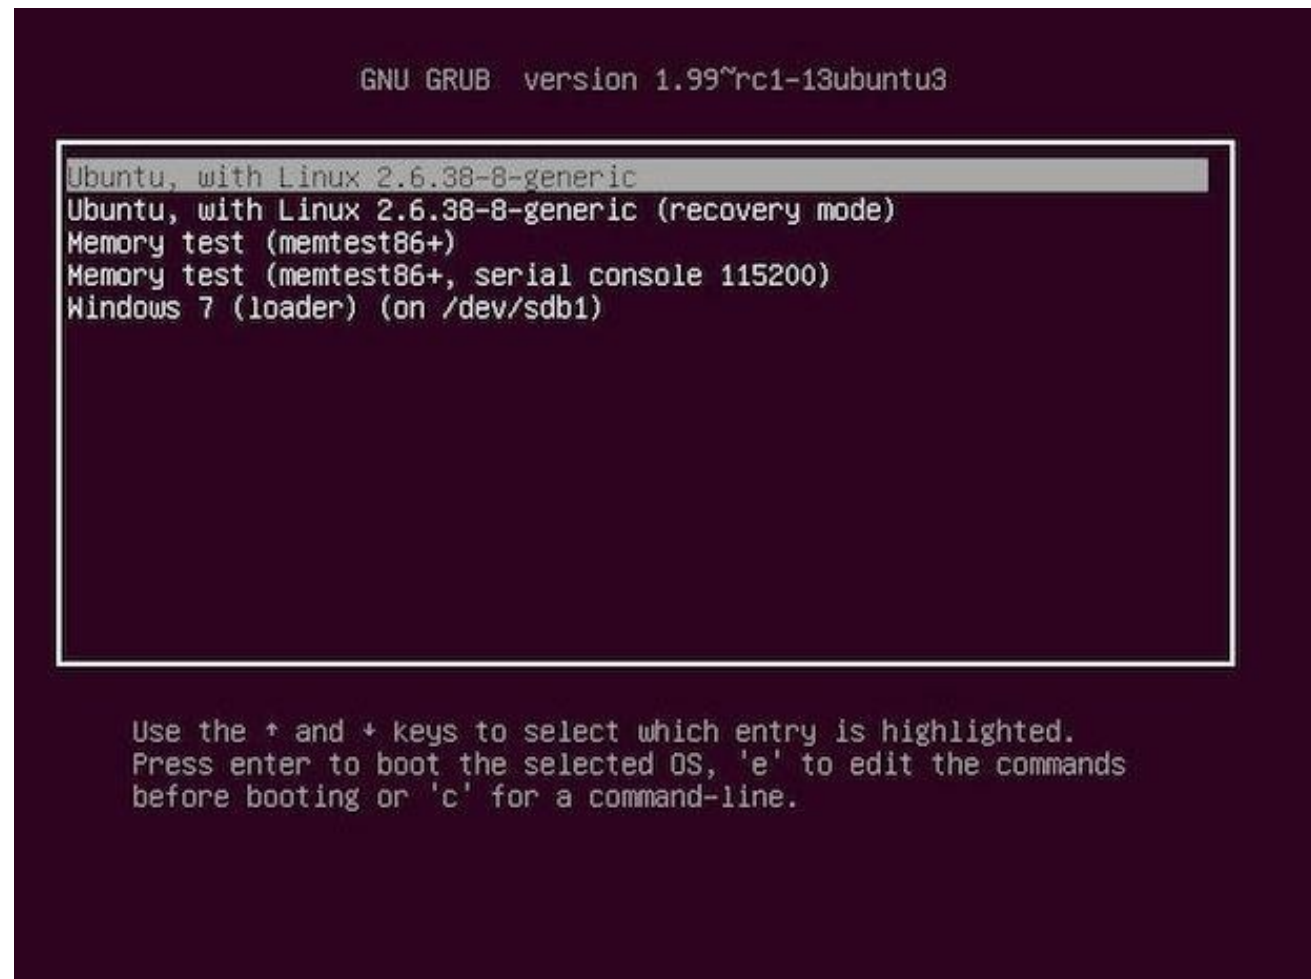 GNU GRUB version 1.99~rc1-13ubuntu3
Ubuntu, with Linux 2.6.38-8-generic
Ubuntu, with Linux 2.6.38-8-generic (recovery mode)
Memory test (memtest86+)
Memory test (memtest86+, serial console 115200)
Windows 7 (loader) (on /dev/sdb1)
Use the ↑ and ↓ keys to select which entry is highlighted.
Press enter to boot the selected OS, 'e' to edit the commands
before booting or 'c' for a command-line.